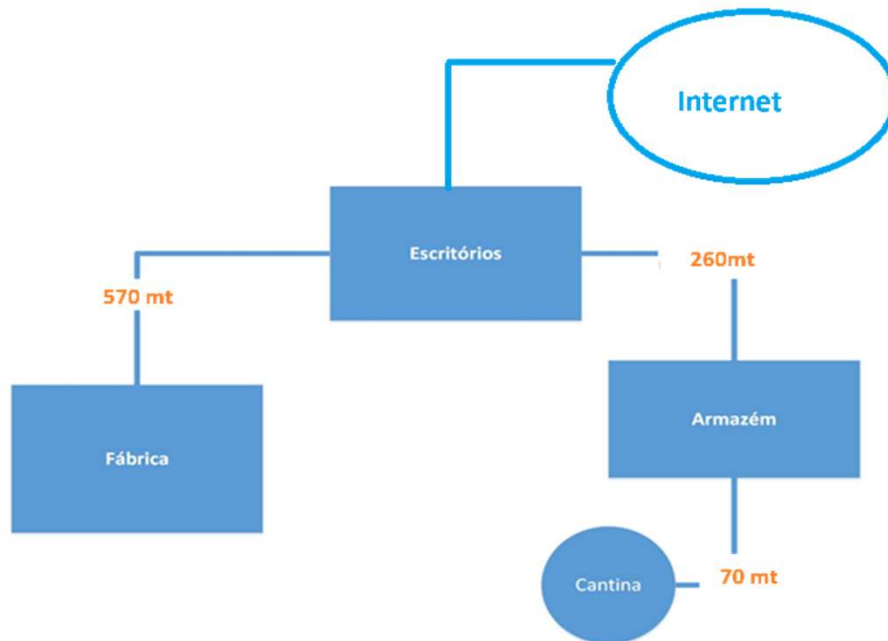 Internet
Escritórios
260mt
570 mt
Armazém
Fábrica
70 mt
Cantina